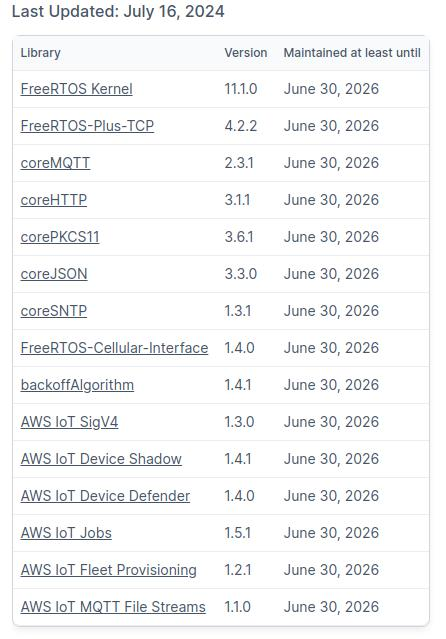 Last Updated: July 16, 2024
Library Version Maintained at least until
FreeRTOS Kernel 11.1.0 June 30, 2026
FreeRTOS-Plus-TCP 4.2.2 June 30, 2026
coreMQTT 2.3.1 June 30, 2026
coreHTTP 3.1.1 June 30, 2026
corePKCS11 3.6.1 June 30, 2026
coreJSON 3.3.0 June 30, 2026
coreSNTP 1.3.1 June 30, 2026
FreeRTOS-Cellular-Interface 1.4.0 June 30, 2026
backoffAlgorithm 1.4.1 June 30, 2026
AWS IoT SigV4 1.3.0 June 30, 2026
AWS IoT Device Shadow 1.4.1 June 30, 2026
AWS IoT Device Defender 1.4.0 June 30, 2026
AWS IoT Jobs 1.5.1 June 30, 2026
AWS IoT Fleet Provisioning 1.2.1 June 30, 2026
AWS IoT MQTT File Streams 1.1.0 June 30, 2026